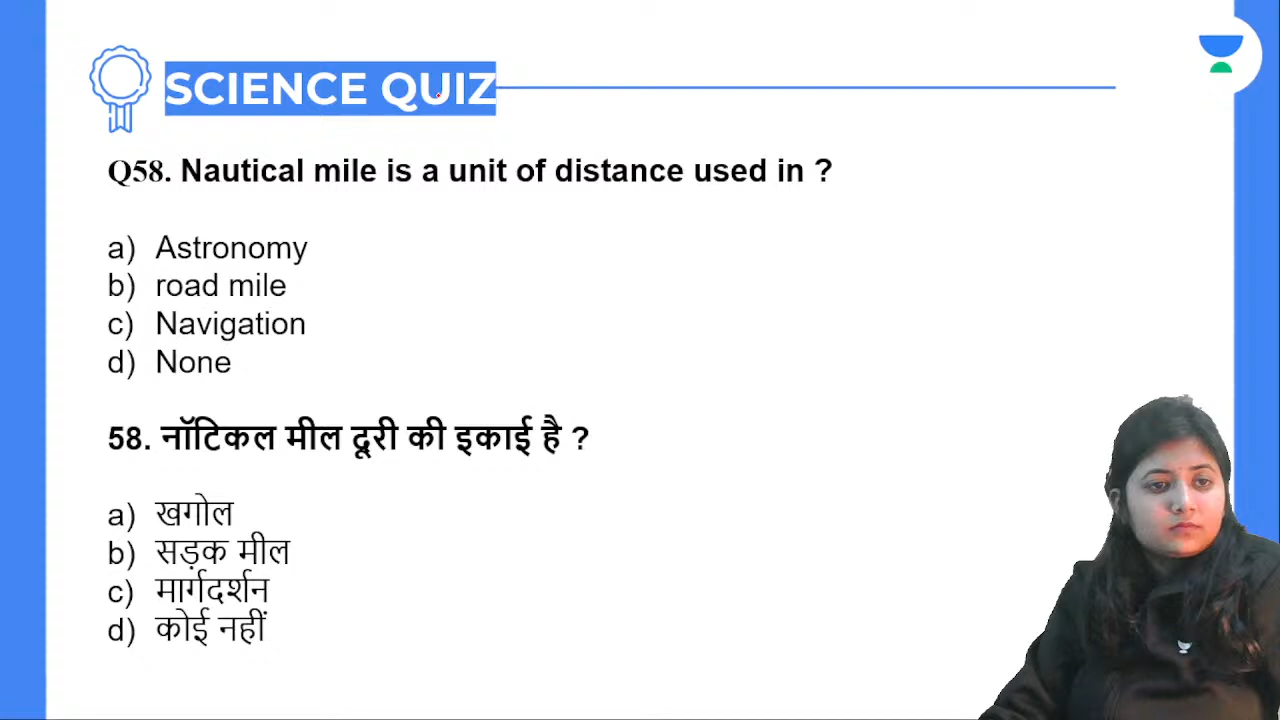 SCIENCE QUIZ
Q58. Nautical mile is a unit of distance used in ?
a) Astronomy
b) road mile
c) Navigation
d) None
58. नॉटिकल मील दूरी की इकाई है ?
a) खगोल
b) सड़क मील
c) मार्गदर्शन
d) कोई नहीं